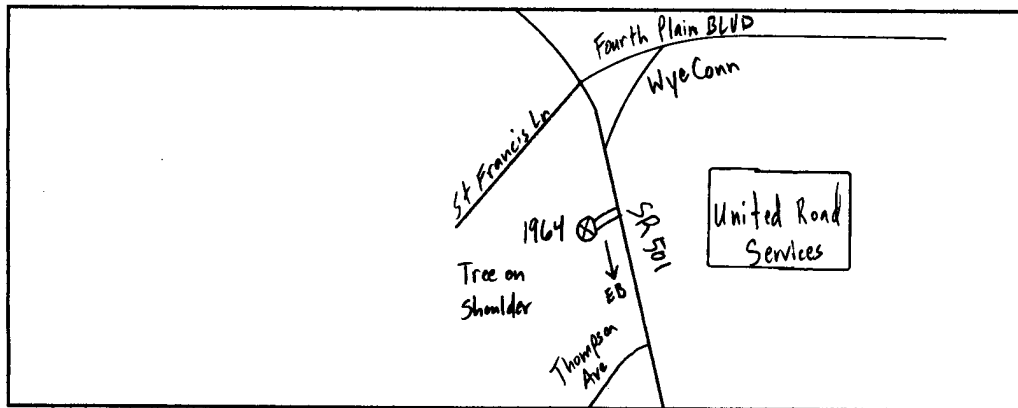 Fourth Plain BLVD
Wye Conn
St Francis Ln
1964
SR 501
United Road
Services
EB
Tree on
Shoulder
Thompson
Ave